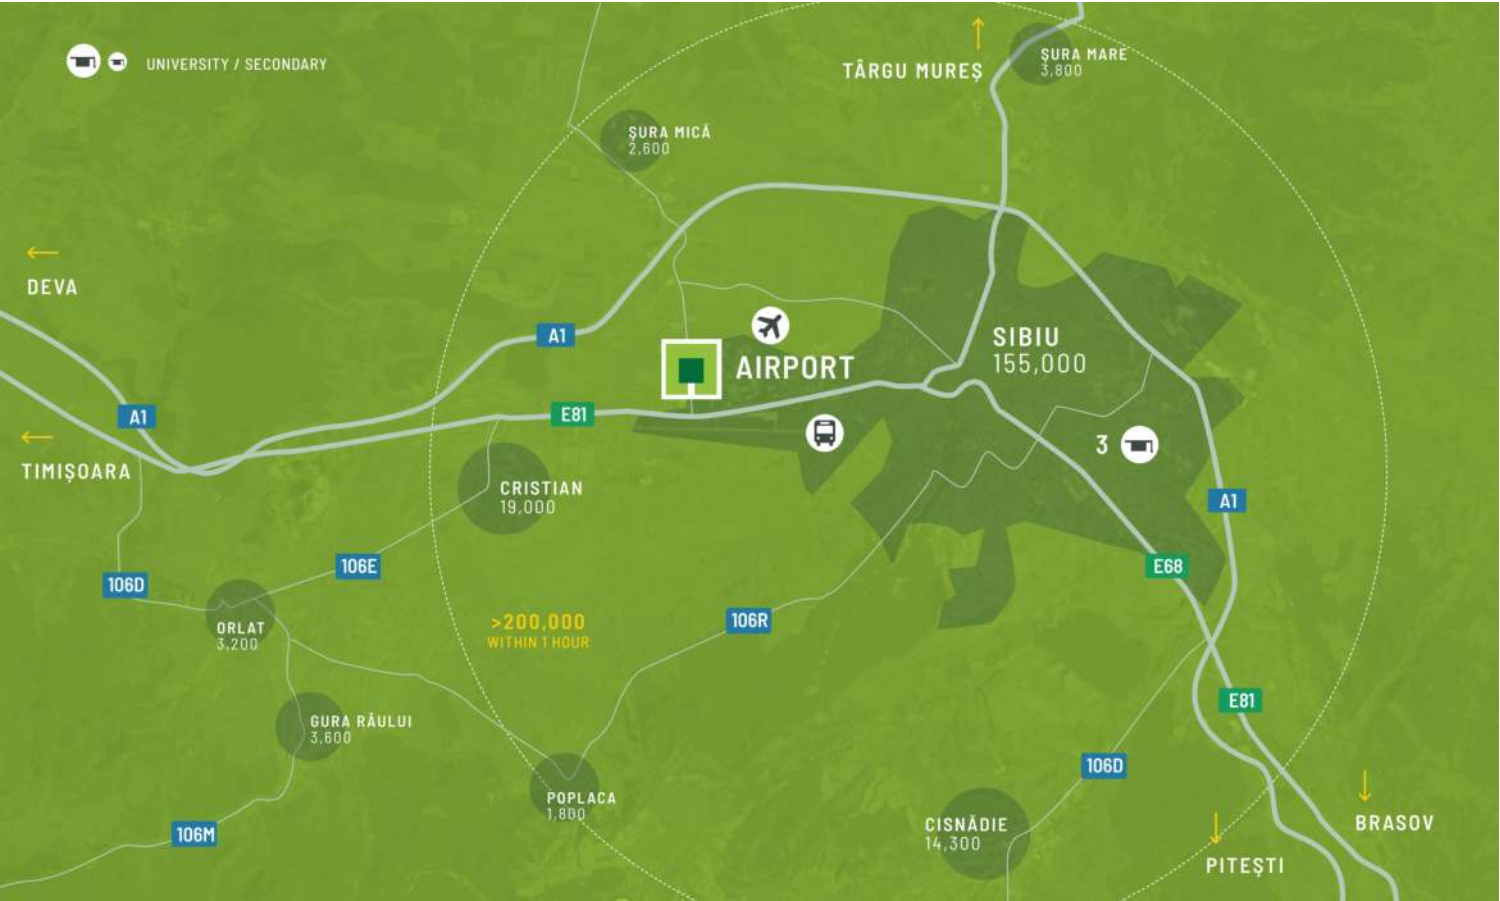 UNIVERSITY / SECONDARY
TÂRGU MUREȘ
ȘURA MARE
3,800
ȘURA MICĂ
2,600
DEVA
A1
SIBIU
155,000
AIRPORT
A1
E81
TIMIȘOARA
3
CRISTIAN
19,000
A1
106D
106E
E68
ORLAT
3,200
>200,000
WITHIN 1 HOUR
106R
GURA RÂULUI
3,600
E81
106D
POPLACA
1,800
106M
CISNĂDIE
14,300
BRASOV
PITEȘTI